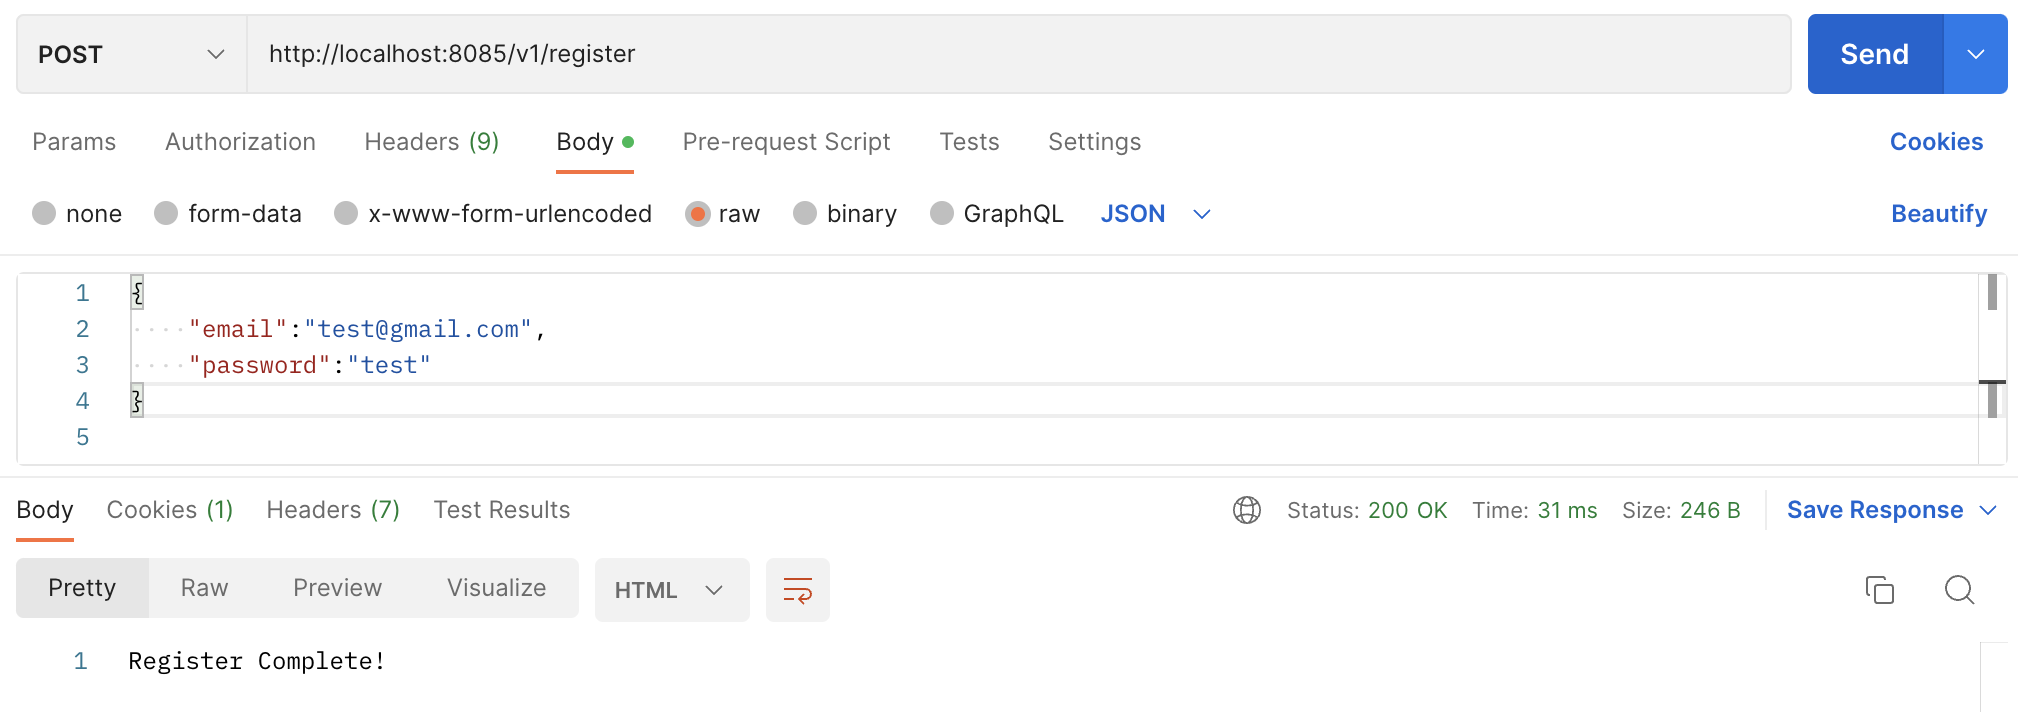 POST http://localhost:8085/v1/register Send
Params Authorization Headers (9) Body Pre-request Script Tests Settings Cookies
none form-data x-www-form-urlencoded raw binary GraphQL JSON Beautify
1 {
2 "email":"test@gmail.com",
3 "password":"test"
4 }
5
Body Cookies (1) Headers (7) Test Results Status: 200 OK Time: 31 ms Size: 246 B Save Response
Pretty Raw Preview Visualize HTML
1 Register Complete!